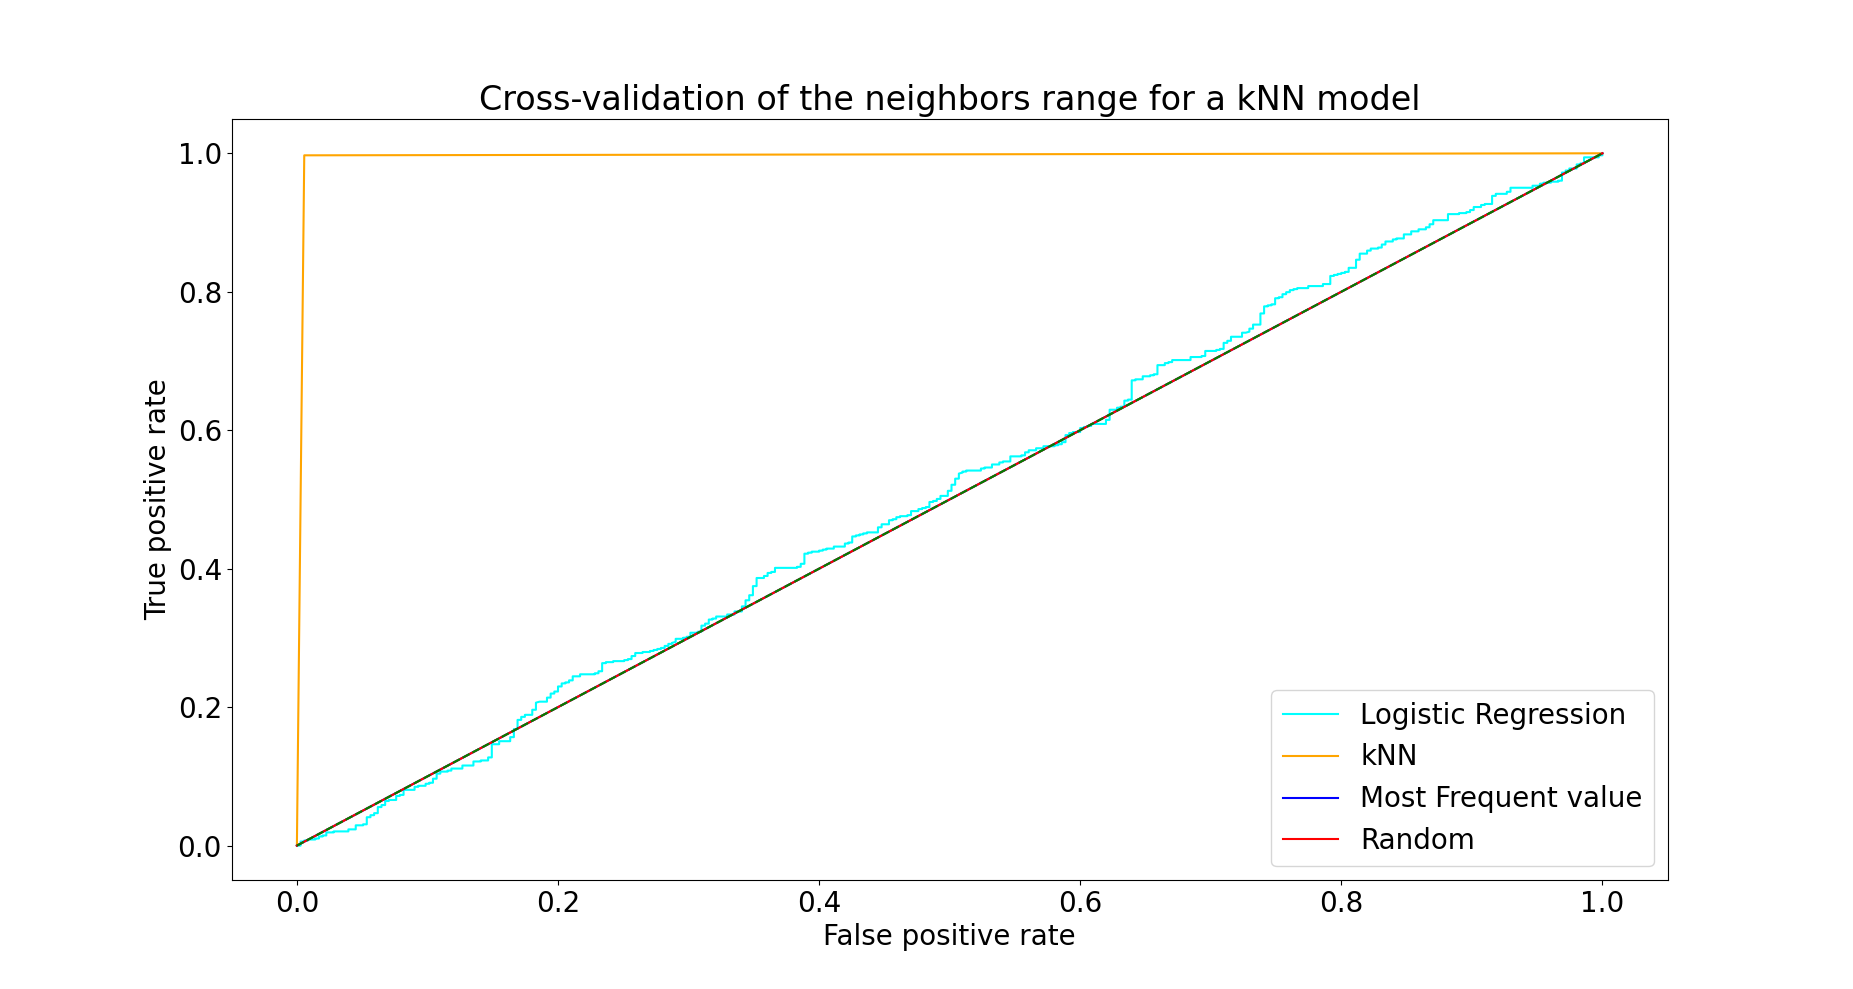 Cross-validation of the neighbors range for a kNN model
1.0
0.8
0.6
0.4
0.2
0.0
True positive rate
0.0 0.2 0.4 0.6 0.8 1.0
False positive rate
Logistic Regression
kNN
Most Frequent value
Random